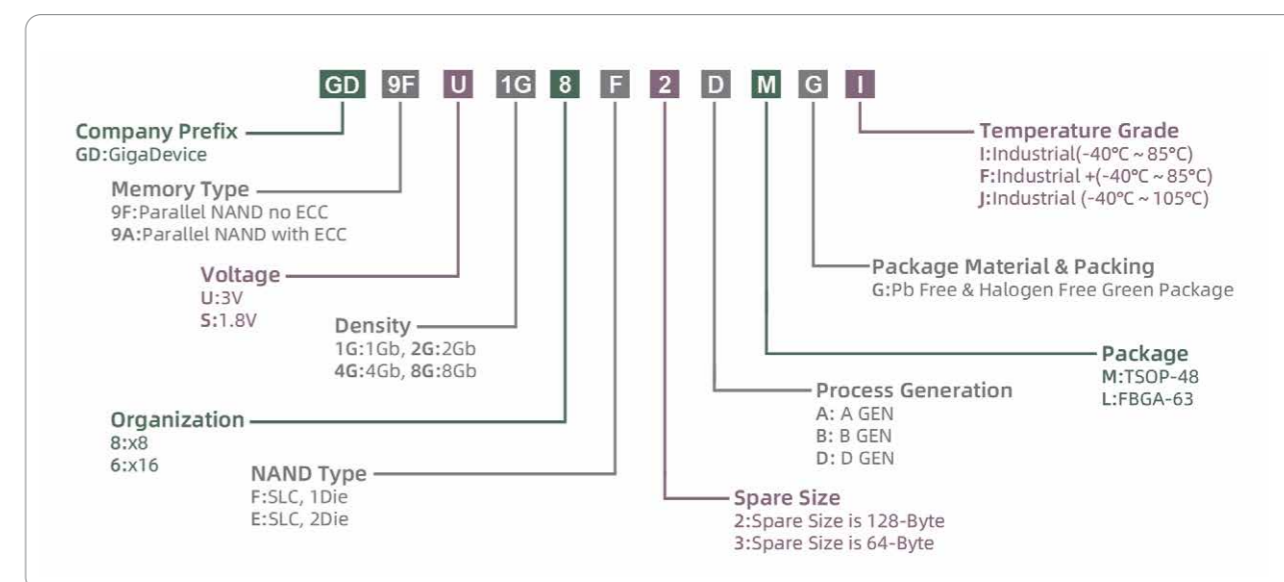 GD 9F U 1G 8 F 2 D M G I
Company Prefix
GD:GigaDevice
Memory Type
9F:Parallel NAND no ECC
9A:Parallel NAND with ECC
Voltage
U:3V
S:1.8V
Density
1G:1Gb, 2G:2Gb
4G:4Gb, 8G:8Gb
Organization
8:x8
6:x16
NAND Type
F:SLC, 1Die
E:SLC, 2Die
Temperature Grade
I:Industrial(-40℃ ~ 85℃)
F:Industrial +(-40℃ ~ 85℃)
J:Industrial (-40℃ ~ 105℃)
Package Material & Packing
G:Pb Free & Halogen Free Green Package
Package
M:TSOP-48
L:FBGA-63
Process Generation
A: A GEN
B: B GEN
D: D GEN
Spare Size
2:Spare Size is 128-Byte
3:Spare Size is 64-Byte